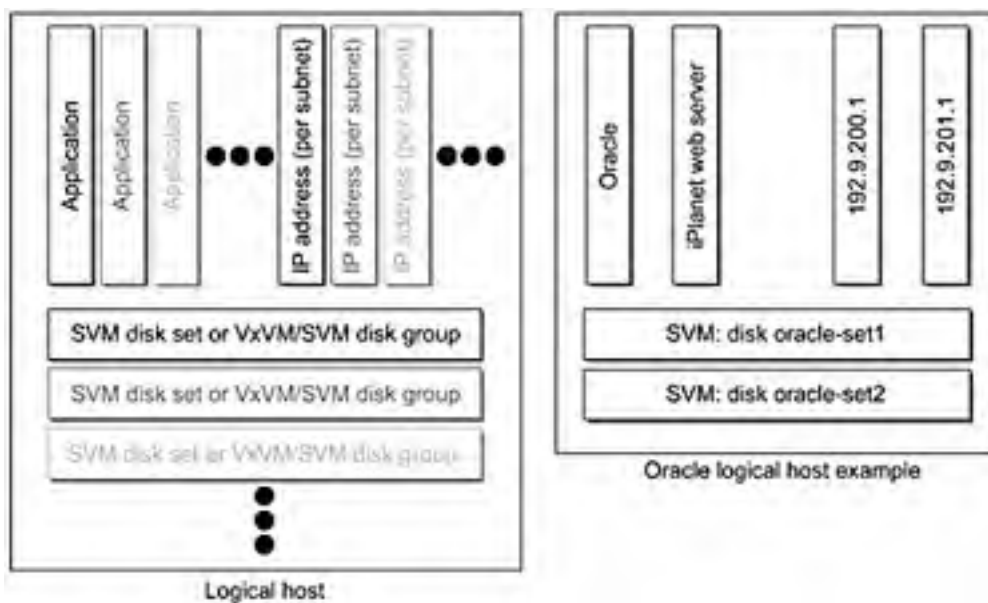 Application
Application
Application
IP address (per subnet)
IP address (per subnet)
IP address (per subnet)
SVM disk set or VxVM/SVM disk group
SVM disk set or VxVM/SVM disk group
SVM disk set or VxVM/SVM disk group
Logical host
Oracle
iPlanet web server
192.9.200.1
192.9.201.1
SVM: disk oracle-set1
SVM: disk oracle-set2
Oracle logical host example